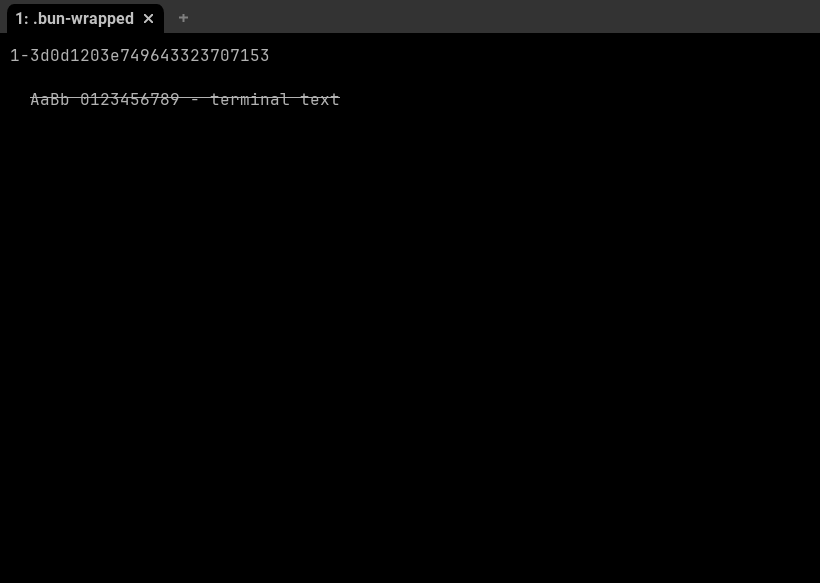 1: .bun-wrapped × +
1-3d0d1203e749643323707153
AaBb 0123456789 - terminal text